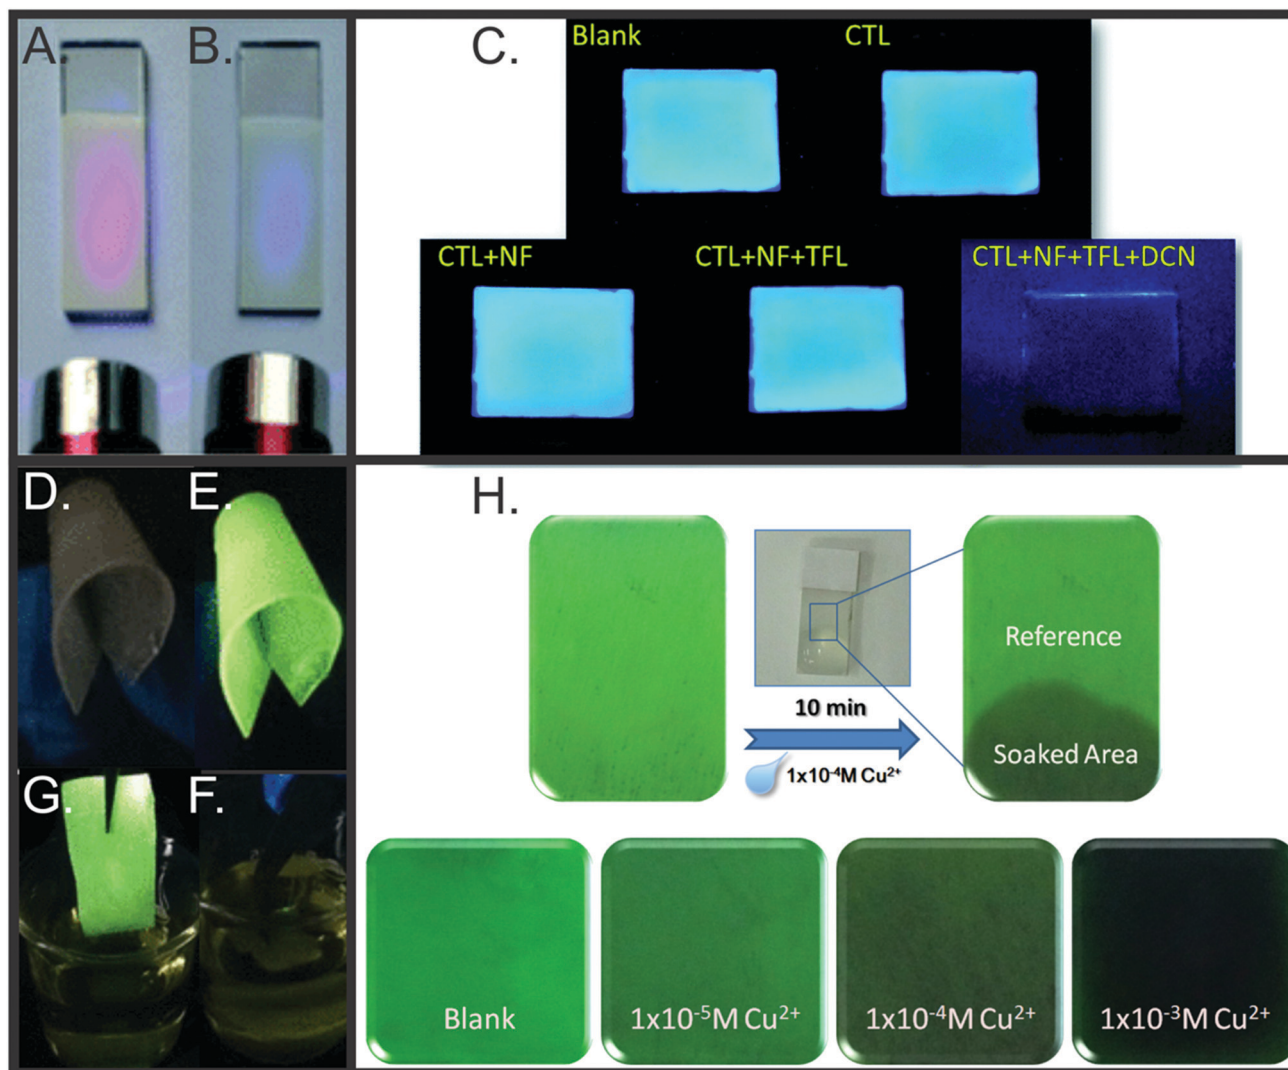 A.
B.
C.
Blank
CTL
CTL+NF
CTL+NF+TFL
CTL+NF+TFL+DCN
D.
E.
G.
F.
H.
10 min
1x10⁻⁴M Cu²⁺
Reference
Soaked Area
Blank
1x10⁻⁵M Cu²⁺
1x10⁻⁴M Cu²⁺
1x10⁻³M Cu²⁺